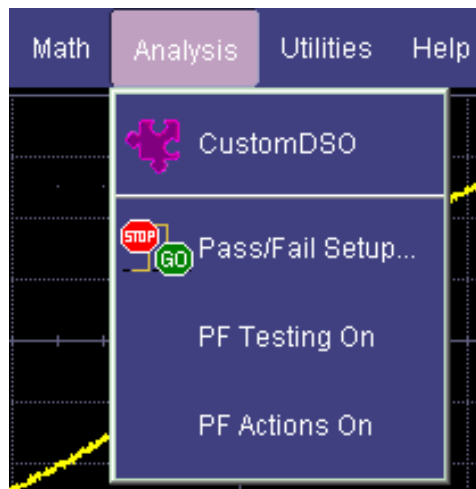 Math Analysis Utilities Help
CustomDSO
STOP
GO
Pass/Fail Setup...
PF Testing On
PF Actions On